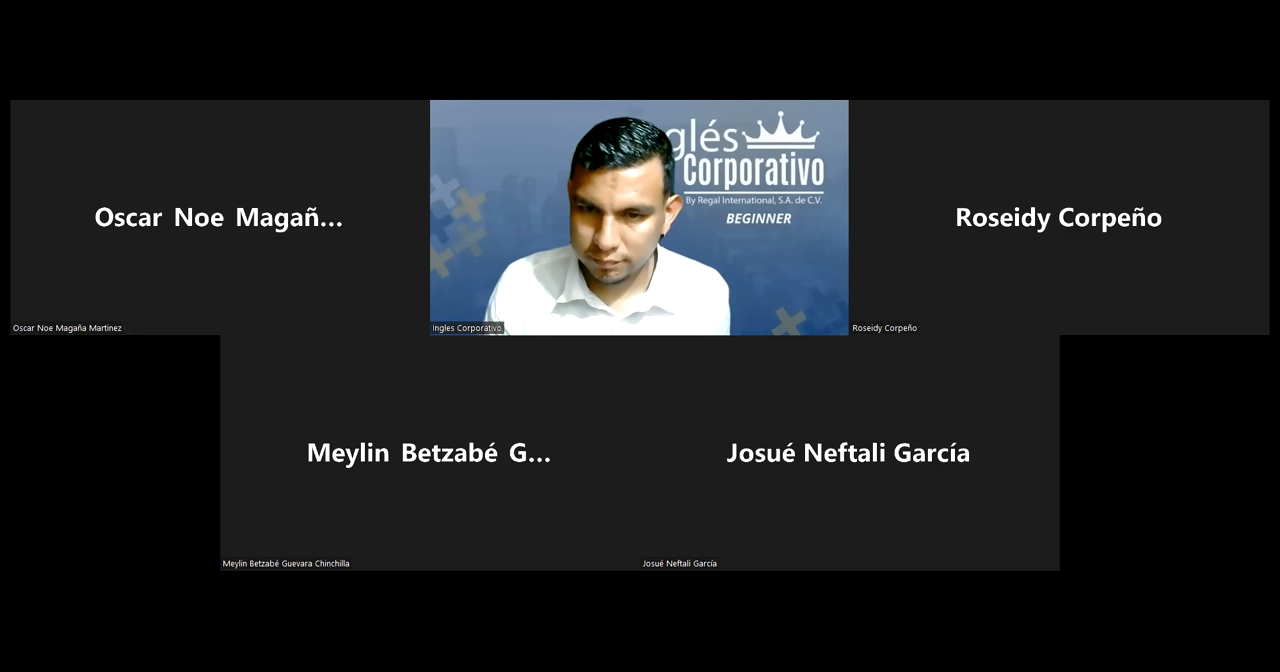 Oscar Noe Magañ...
Oscar Noe Magaña Martinez
glés
Corporativo
By Regal International, S.A. de C.V.
BEGINNER
Ingles Corporativo
Roseidy Corpeño
Roseidy Corpeño
Meylin Betzabé G...
Meylin Betzabé Guevara Chinchilla
Josué Neftali García
Josué Neftali García